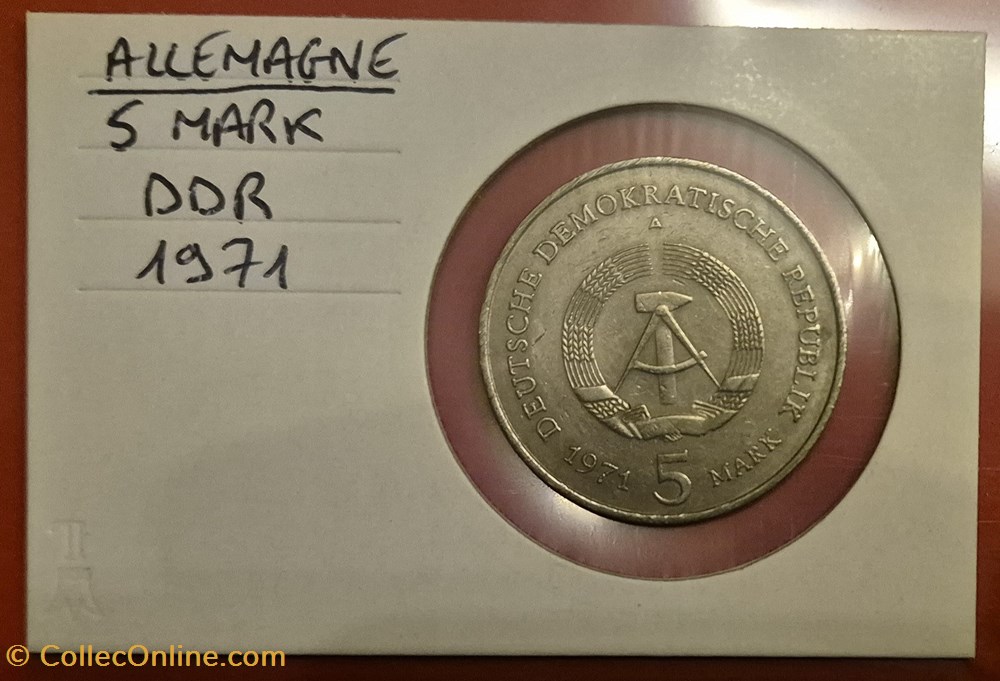 ALLEMAGNE
5 MARK
DDR
1971
DEUTSCHE DEMOKRATISCHE REPUBLIK
A
1971 5 MARK
© CollecOnline.com